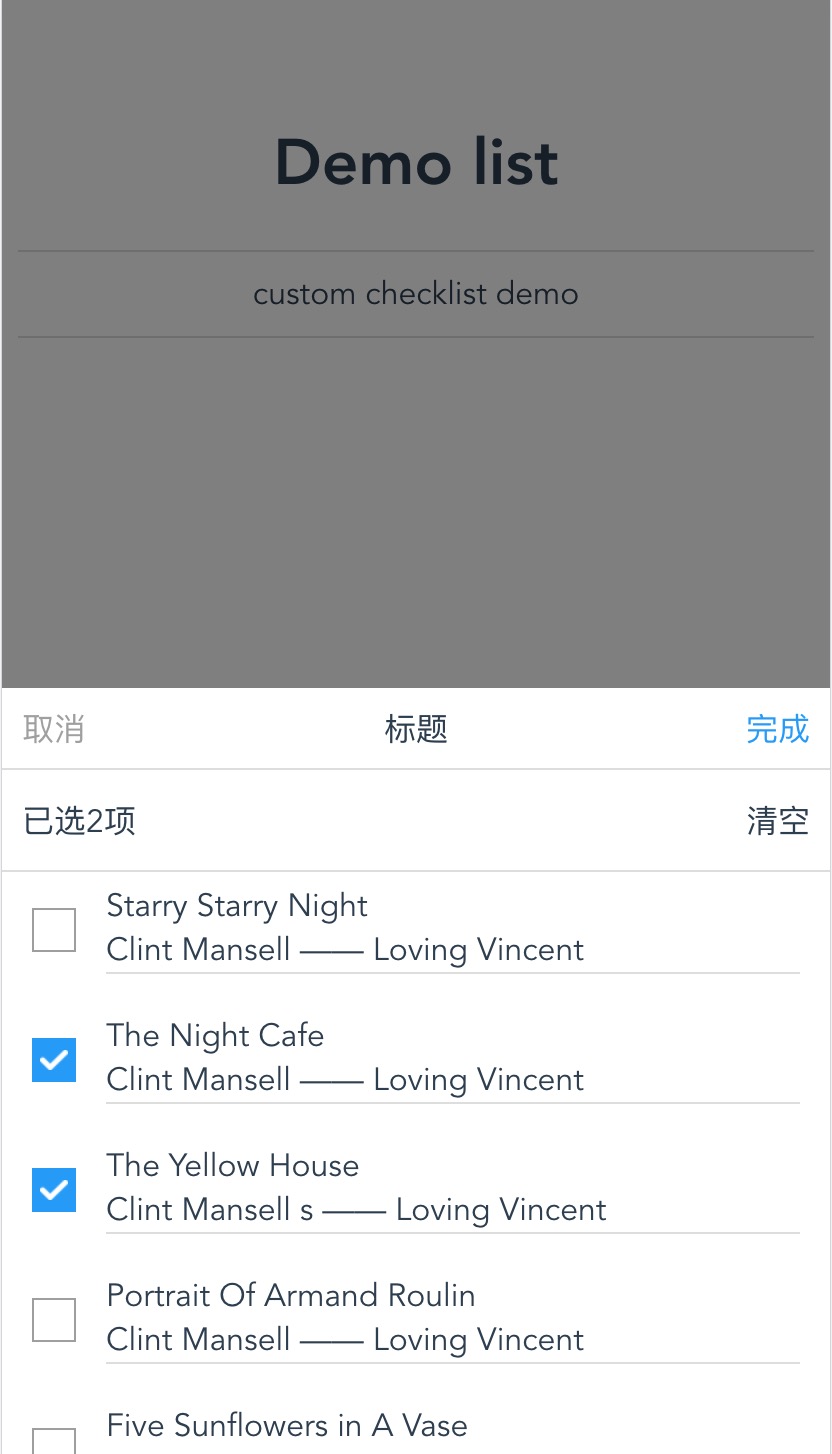 Demo list
custom checklist demo
取消 标题 完成
已选2项 清空
Starry Starry Night
Clint Mansell —— Loving Vincent
The Night Cafe
Clint Mansell —— Loving Vincent
The Yellow House
Clint Mansell s —— Loving Vincent
Portrait Of Armand Roulin
Clint Mansell —— Loving Vincent
Five Sunflowers in A Vase